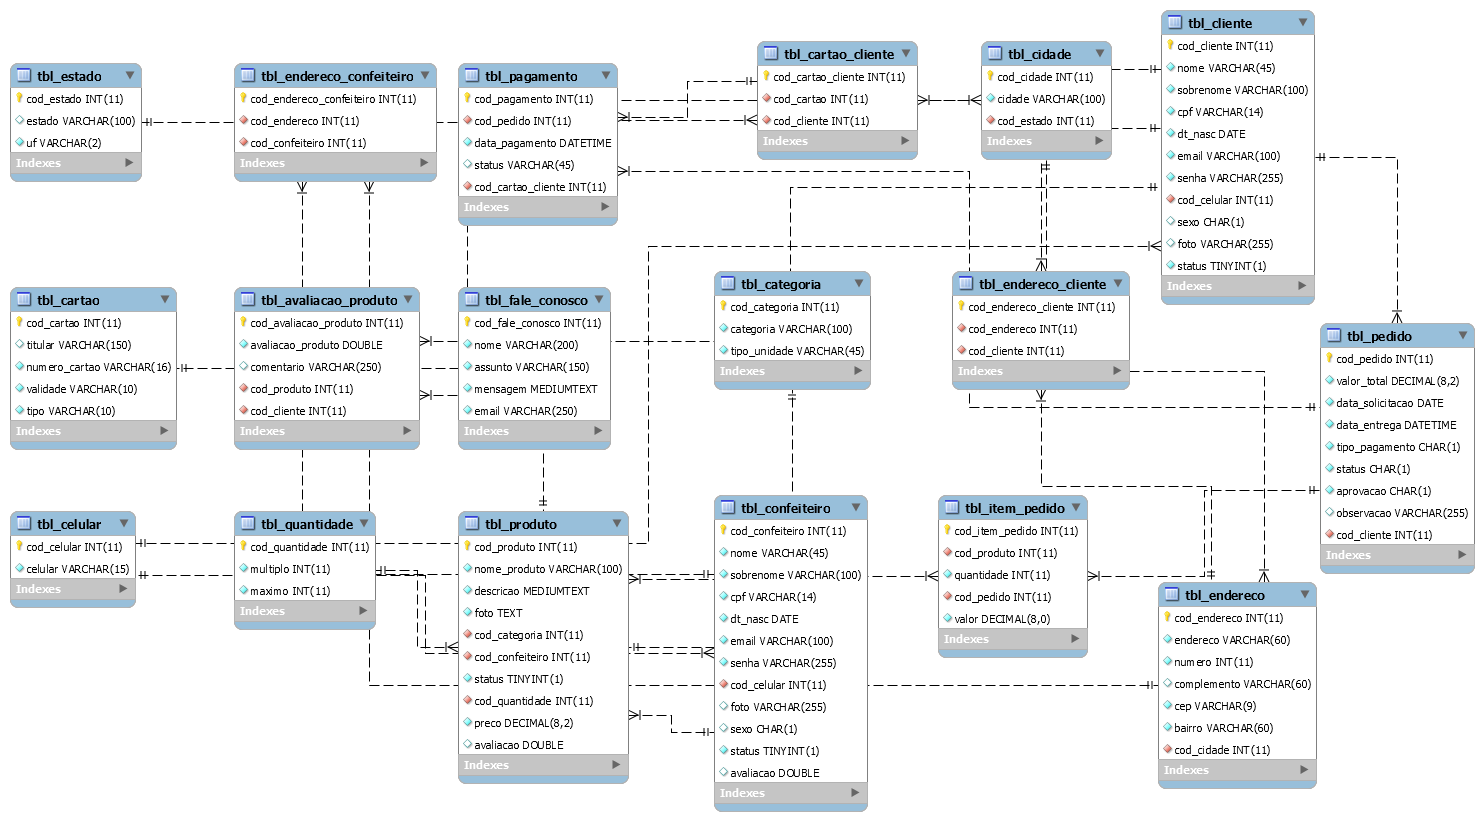 tbl_estado
cod_estado INT(11)
estado VARCHAR(100)
uf VARCHAR(2)
Indexes
tbl_endereco_confeiteiro
cod_endereco_confeiteiro INT(11)
cod_endereco INT(11)
cod_confeiteiro INT(11)
Indexes
tbl_pagamento
cod_pagamento INT(11)
cod_pedido INT(11)
data_pagamento DATETIME
status VARCHAR(45)
cod_cartao_cliente INT(11)
Indexes
tbl_cartao_cliente
cod_cartao_cliente INT(11)
cod_cartao INT(11)
cod_cliente INT(11)
Indexes
tbl_cidade
cod_cidade INT(11)
cidade VARCHAR(100)
cod_estado INT(11)
Indexes
tbl_cliente
cod_cliente INT(11)
nome VARCHAR(45)
sobrenome VARCHAR(100)
cpf VARCHAR(14)
dt_nasc DATE
email VARCHAR(100)
senha VARCHAR(255)
cod_celular INT(11)
sexo CHAR(1)
foto VARCHAR(255)
status TINYINT(1)
Indexes
tbl_cartao
cod_cartao INT(11)
titular VARCHAR(150)
numero_cartao VARCHAR(16)
validade VARCHAR(10)
tipo VARCHAR(10)
Indexes
tbl_avaliacao_produto
cod_avaliacao_produto INT(11)
avaliacao_produto DOUBLE
comentario VARCHAR(250)
cod_produto INT(11)
cod_cliente INT(11)
Indexes
tbl_fale_conosco
cod_fale_conosco INT(11)
nome VARCHAR(200)
assunto VARCHAR(150)
mensagem MEDIUMTEXT
email VARCHAR(250)
Indexes
tbl_categoria
cod_categoria INT(11)
categoria VARCHAR(100)
tipo_unidade VARCHAR(45)
Indexes
tbl_endereco_cliente
cod_endereco_cliente INT(11)
cod_endereco INT(11)
cod_cliente INT(11)
Indexes
tbl_pedido
cod_pedido INT(11)
valor_total DECIMAL(8,2)
data_solicitacao DATE
data_entrega DATETIME
tipo_pagamento CHAR(1)
status CHAR(1)
aprovacao CHAR(1)
observacao VARCHAR(255)
cod_cliente INT(11)
Indexes
tbl_celular
cod_celular INT(11)
celular VARCHAR(15)
Indexes
tbl_quantidade
cod_quantidade INT(11)
multiplo INT(11)
maximo INT(11)
Indexes
tbl_produto
cod_produto INT(11)
nome_produto VARCHAR(100)
descricao MEDIUMTEXT
foto TEXT
cod_categoria INT(11)
cod_confeiteiro INT(11)
status TINYINT(1)
cod_quantidade INT(11)
preco DECIMAL(8,2)
avaliacao DOUBLE
Indexes
tbl_confeiteiro
cod_confeiteiro INT(11)
nome VARCHAR(45)
sobrenome VARCHAR(100)
cpf VARCHAR(14)
dt_nasc DATE
email VARCHAR(100)
senha VARCHAR(255)
cod_celular INT(11)
foto VARCHAR(255)
sexo CHAR(1)
status TINYINT(1)
avaliacao DOUBLE
Indexes
tbl_item_pedido
cod_item_pedido INT(11)
cod_produto INT(11)
quantidade INT(11)
cod_pedido INT(11)
valor DECIMAL(8,0)
Indexes
tbl_endereco
cod_endereco INT(11)
endereco VARCHAR(60)
numero INT(11)
complemento VARCHAR(60)
cep VARCHAR(9)
bairro VARCHAR(60)
cod_cidade INT(11)
Indexes